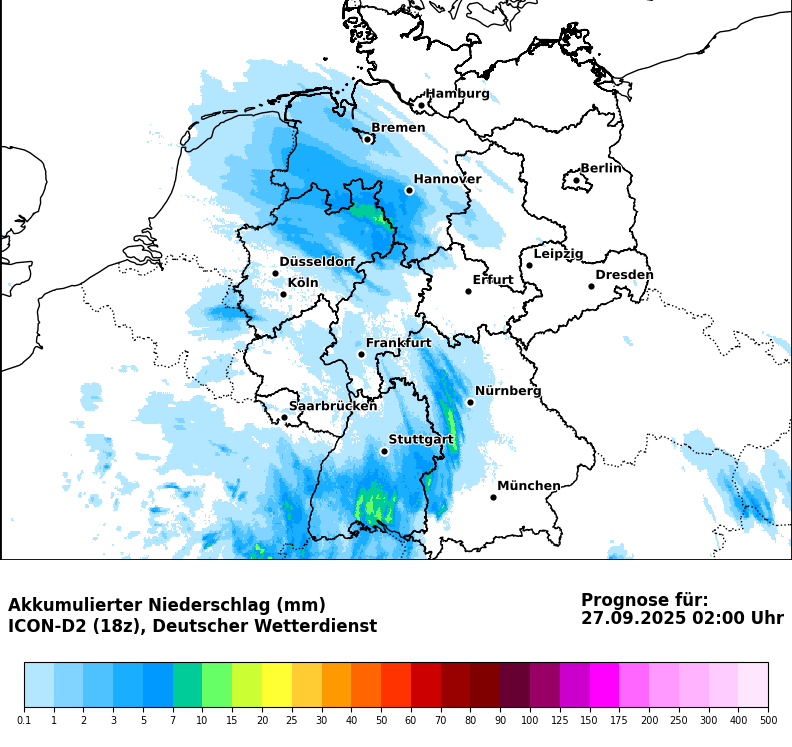 Hamburg
Bremen
Berlin
Hannover
Leipzig
Düsseldorf
Dresden
Erfurt
Köln
Frankfurt
Nürnberg
Saarbrücken
Stuttgart
München
Akkumulierter Niederschlag (mm)
ICON-D2 (18z), Deutscher Wetterdienst
Prognose für:
27.09.2025 02:00 Uhr
0.1 1 2 3 5 7 10 15 20 25 30 40 50 60 70 80 90 100 125 150 175 200 250 300 400 500